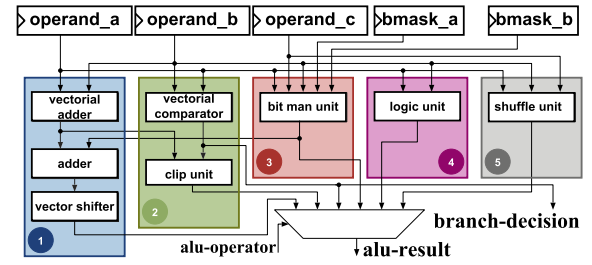 operand_a operand_b operand_c bmask_a bmask_b
vectorial adder
vectorial comparator
bit man unit
logic unit
shuffle unit
adder
clip unit
vector shifter
1
2
3
4
5
branch-decision
alu-operator
alu-result